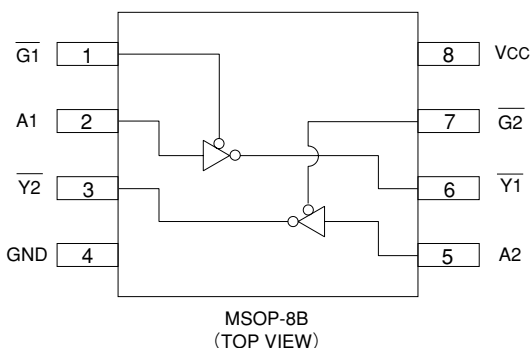 G1 1 8 VCC
A1 2 7 G2
Y2 3 6 Y1
GND 4 5 A2
MSOP-8B
(TOP VIEW)